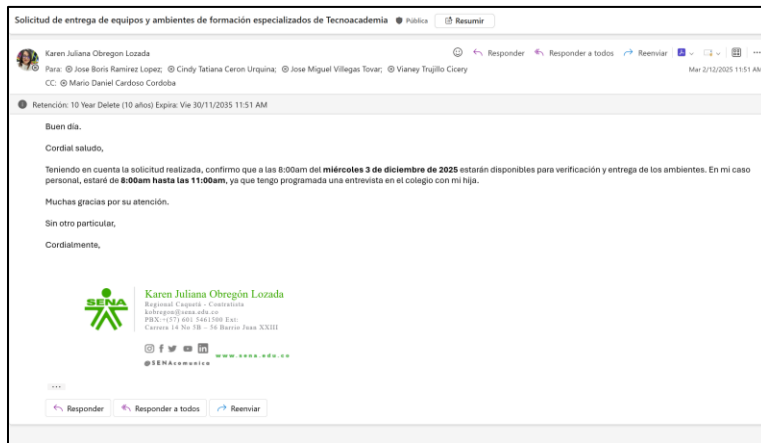 Solicitud de entrega de equipos y ambientes de formación especializados de Tecnoacademia Pública Resumir
Karen Juliana Obregon Lozada
Responder Responder a todos Reenviar
Para: Jose Boris Ramirez Lopez; Cindy Tatiana Ceron Urquina; Jose Miguel Villegas Tovar; Vianey Trujillo Cicery
Mar 2/12/2025 11:51 AM
CC: Mario Daniel Cardoso Cordoba
Retención: 10 Year Delete (10 años) Expira: Vie 30/11/2035 11:51 AM
Buen día.
Cordial saludo,
Teniendo en cuenta la solicitud realizada, confirmo que a las 8:00am del miércoles 3 de diciembre de 2025 estarán disponibles para verificación y entrega de los ambientes. En mi caso
personal, estaré de 8:00am hasta las 11:00am, ya que tengo programada una entrevista en el colegio con mi hija.
Muchas gracias por su atención.
Sin otro particular,
Cordialmente,
SENA
Karen Juliana Obregón Lozada
Regional Caquetá - Contratista
kobregon@sena.edu.co
PBX:+(57) 601 5461500 Ext:
Carrera 14 No 5B – 56 Barrio Juan XXIII
@SENAcomunica
www.sena.edu.co
Responder Responder a todos Reenviar